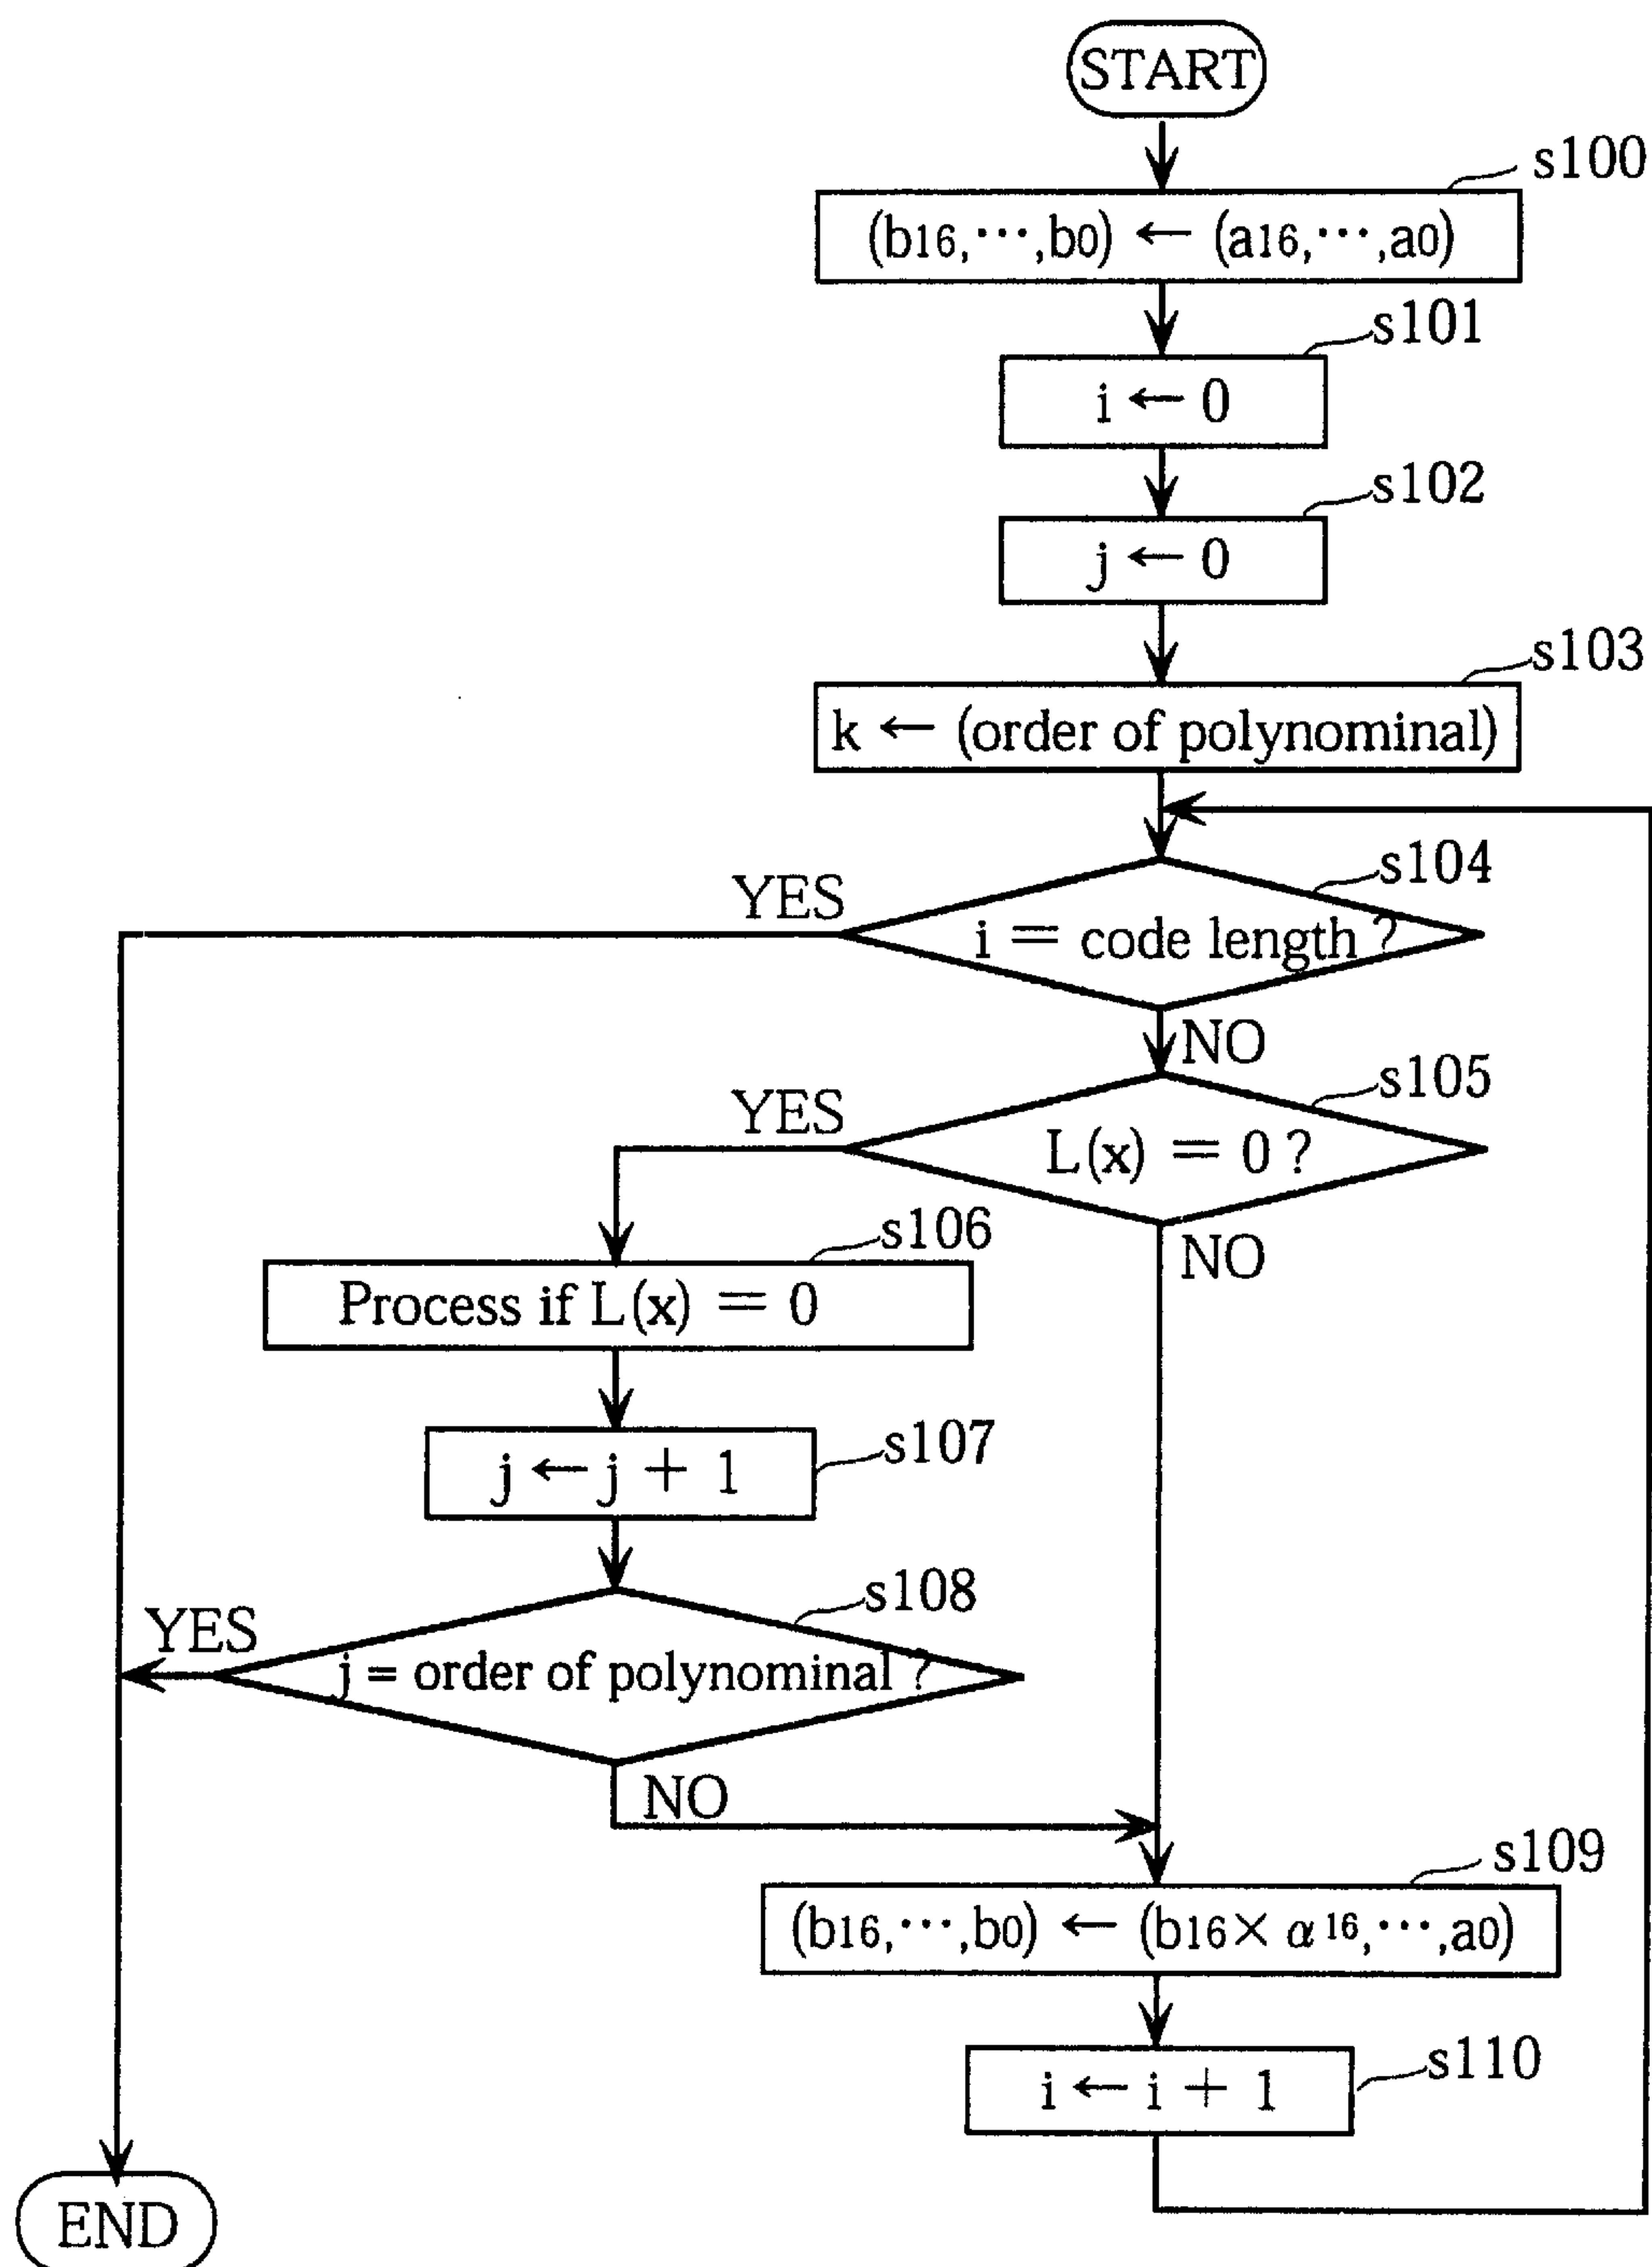 START
s100
(b16,⋯,b0) ← (a16,⋯,a0)
s101
i ← 0
s102
j ← 0
s103
k ← (order of polynominal)
s104
YES
i = code length ?
NO
s105
YES
L(x) = 0 ?
NO
s106
Process if L(x) = 0
s107
j ← j + 1
s108
YES
j = order of polynominal ?
NO
s109
(b16,⋯,b0) ← (b16× α16,⋯,a0)
s110
i ← i + 1
END